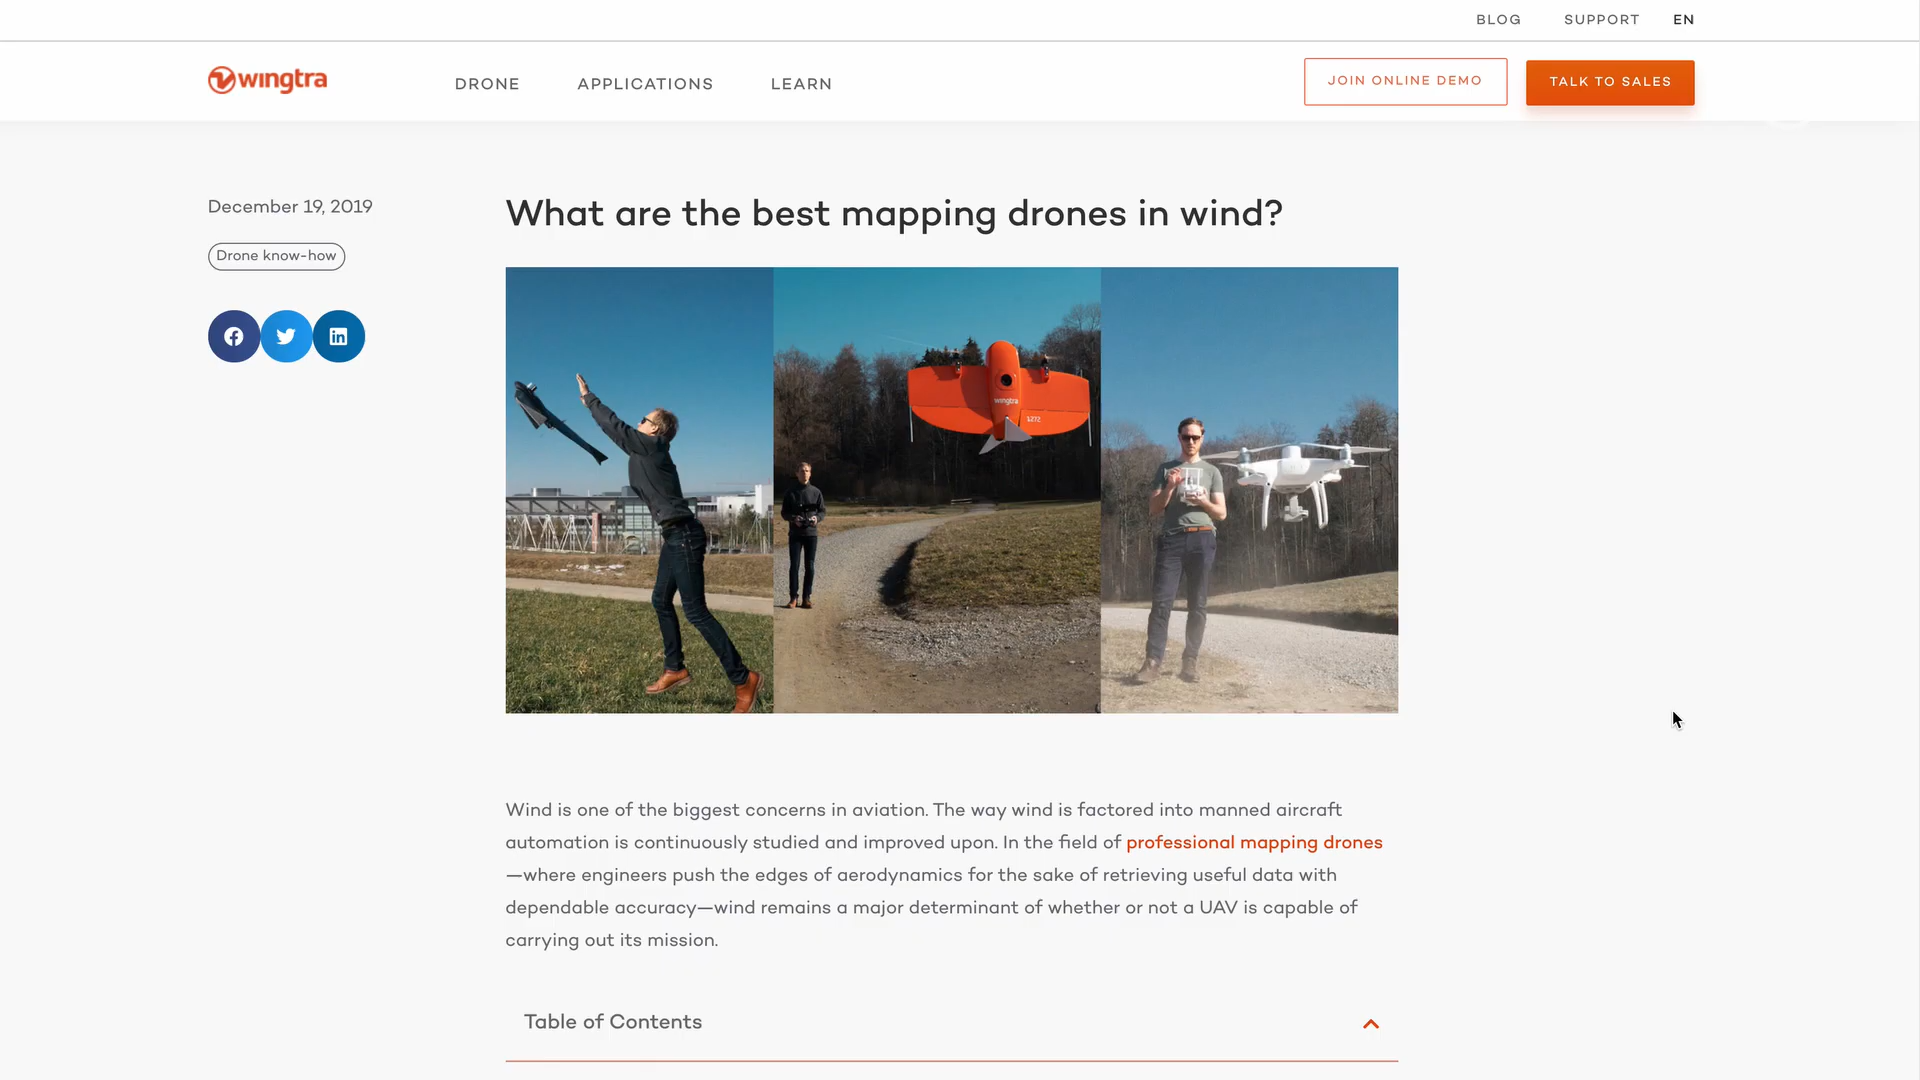 BLOG SUPPORT EN
wingtra DRONE APPLICATIONS LEARN JOIN ONLINE DEMO TALK TO SALES
December 19, 2019
Drone know-how
What are the best mapping drones in wind?
wingtra
S272
Wind is one of the biggest concerns in aviation. The way wind is factored into manned aircraft
automation is continuously studied and improved upon. In the field of professional mapping drones
—where engineers push the edges of aerodynamics for the sake of retrieving useful data with
dependable accuracy—wind remains a major determinant of whether or not a UAV is capable of
carrying out its mission.
Table of Contents